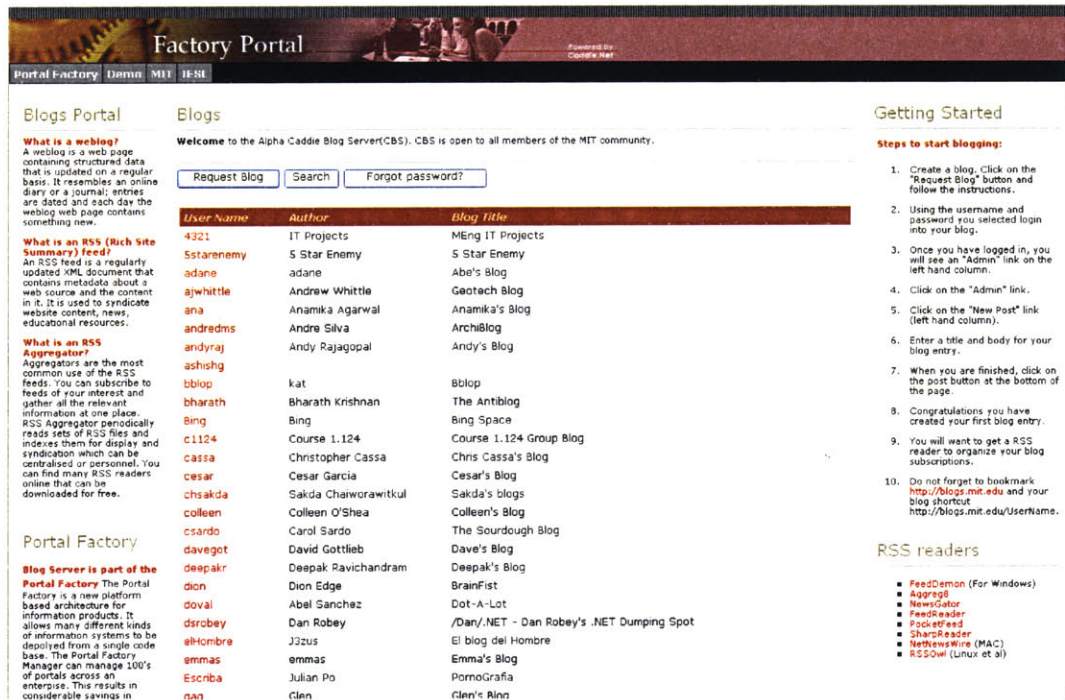 Factory Portal
Powered By
Caddie.Net
Portal Factory Demo MIT IESL
Blogs Portal
What is a weblog?
A weblog is a web page
containing structured data
that is updated on a regular
basis. It resembles an online
diary or a journal; entries
are dated and each day the
weblog web page contains
something new.
What is an RSS (Rich Site
Summary) feed?
An RSS feed is a regularly
updated XML document that
contains metadata about a
web source and the content
in it. It is used to syndicate
website content, news,
educational resources.
What is an RSS
Aggregator?
Aggregators are the most
common use of the RSS
feeds. You can subscribe to
feeds of your interest and
gather all the relevant
information at one place.
RSS Aggregator periodically
reads sets of RSS files and
indexes them for display and
syndication which can be
centralised or personnel. You
can find many RSS readers
online that can be
downloaded for free.
Portal Factory
Blog Server is part of the
Portal Factory The Portal
Factory is a new platform
based architecture for
information products. It
allows many different kinds
of information systems to be
depolyed from a single code
base. The Portal Factory
Manager can manage 100's
of portals across an
enterpise. This results in
considerable savings in
Blogs
Welcome to the Alpha Caddie Blog Server(CBS). CBS is open to all members of the MIT community.
Request Blog Search Forgot password?
User Name Author Blog Title
4321 IT Projects MEng IT Projects
5starenemy 5 Star Enemy 5 Star Enemy
adane adane Abe's Blog
ajwhittle Andrew Whittle Geotech Blog
ana Anamika Agarwal Anamika's Blog
andredms Andre Silva ArchiBlog
andyraj Andy Rajagopal Andy's Blog
ashishg
bblop kat Bblop
bharath Bharath Krishnan The Antiblog
Bing Bing Bing Space
c1124 Course 1.124 Course 1.124 Group Blog
cassa Christopher Cassa Chris Cassa's Blog
cesar Cesar Garcia Cesar's Blog
chsakda Sakda Chaiworawitkul Sakda's blogs
colleen Colleen O'Shea Colleen's Blog
csardo Carol Sardo The Sourdough Blog
davegot David Gottlieb Dave's Blog
deepakr Deepak Ravichandram Deepak's Blog
dion Dion Edge BrainFist
doval Abel Sanchez Dot-A-Lot
dsrobey Dan Robey /Dan/.NET - Dan Robey's .NET Dumping Spot
elHombre J3zus El blog del Hombre
emmas emmas Emma's Blog
Escriba Julian Po PornoGrafia
gag Glen Glen's Blog
Getting Started
Steps to start blogging:
1. Create a blog. Click on the
"Request Blog" button and
follow the instructions.
2. Using the username and
password you selected login
into your blog.
3. Once you have logged in, you
will see an "Admin" link on the
left hand column.
4. Click on the "Admin" link.
5. Click on the "New Post" link
(left hand column).
6. Enter a title and body for your
blog entry.
7. When you are finished, click on
the post button at the bottom of
the page.
8. Congratulations you have
created your first blog entry.
9. You will want to get a RSS
reader to organize your blog
subscriptions.
10. Do not forget to bookmark
http://blogs.mit.edu and your
blog shortcut
http://blogs.mit.edu/UserName.
RSS readers
FeedDemon (For Windows)
Aggreg8
NewsGator
FeedReader
PocketFeed
SharpReader
NetNewsWire (MAC)
RSSOwl (Linux et al)